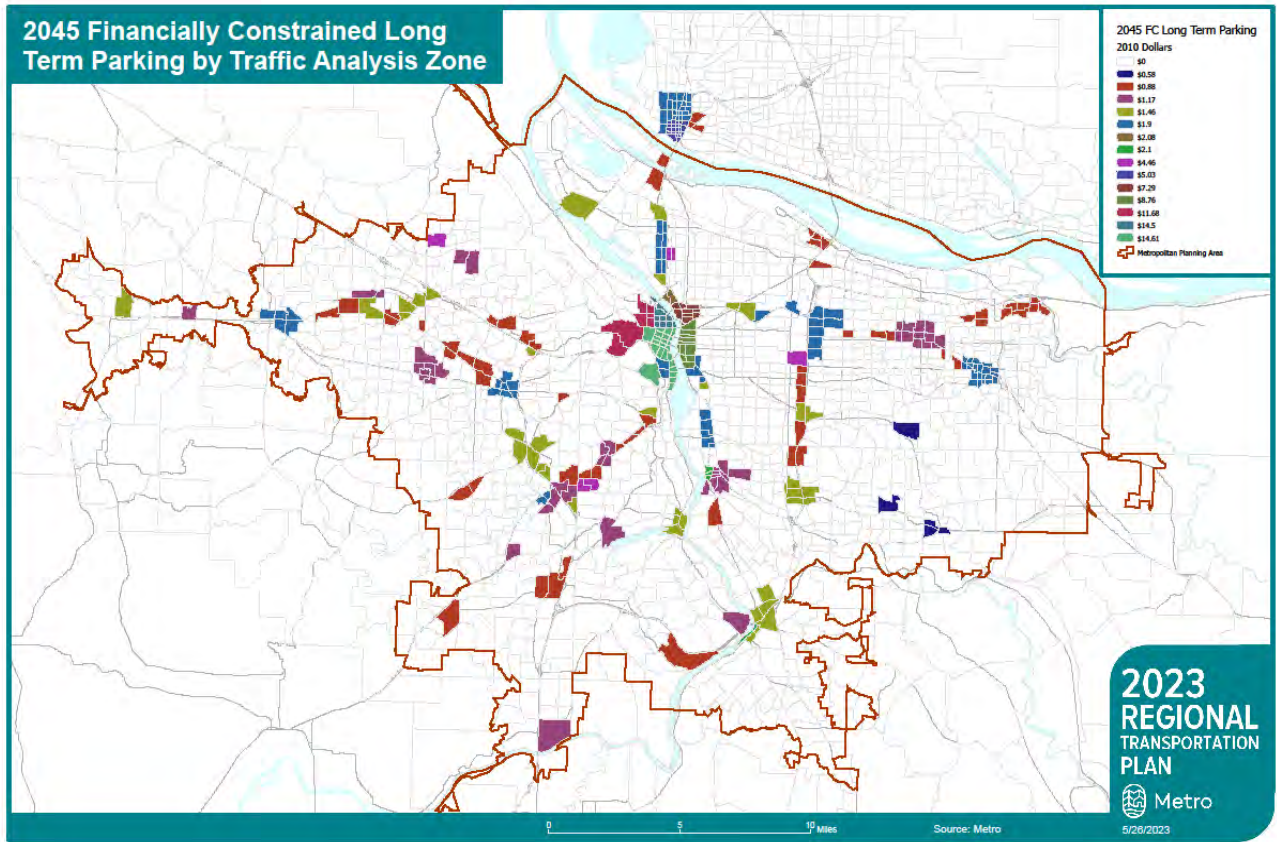 2045 Financially Constrained Long
Term Parking by Traffic Analysis Zone
2045 FC Long Term Parking
2010 Dollars
$0
$0.58
$0.88
$1.17
$1.46
$1.9
$2.08
$2.1
$4.46
$5.03
$7.29
$8.76
$11.68
$14.5
$14.61
Metropolitan Planning Area
2023
REGIONAL
TRANSPORTATION
PLAN
Metro
0 5 10 Miles
Source: Metro
5/26/2023